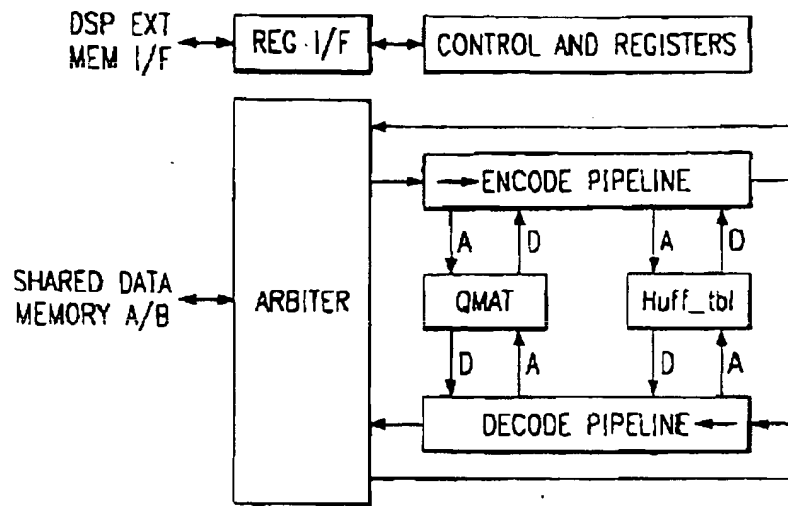 DSP EXT
MEM I/F
REG I/F
CONTROL AND REGISTERS
ENCODE PIPELINE
A
D
A
D
SHARED DATA
MEMORY A/B
ARBITER
QMAT
Huff_tbl
D
A
D
A
DECODE PIPELINE